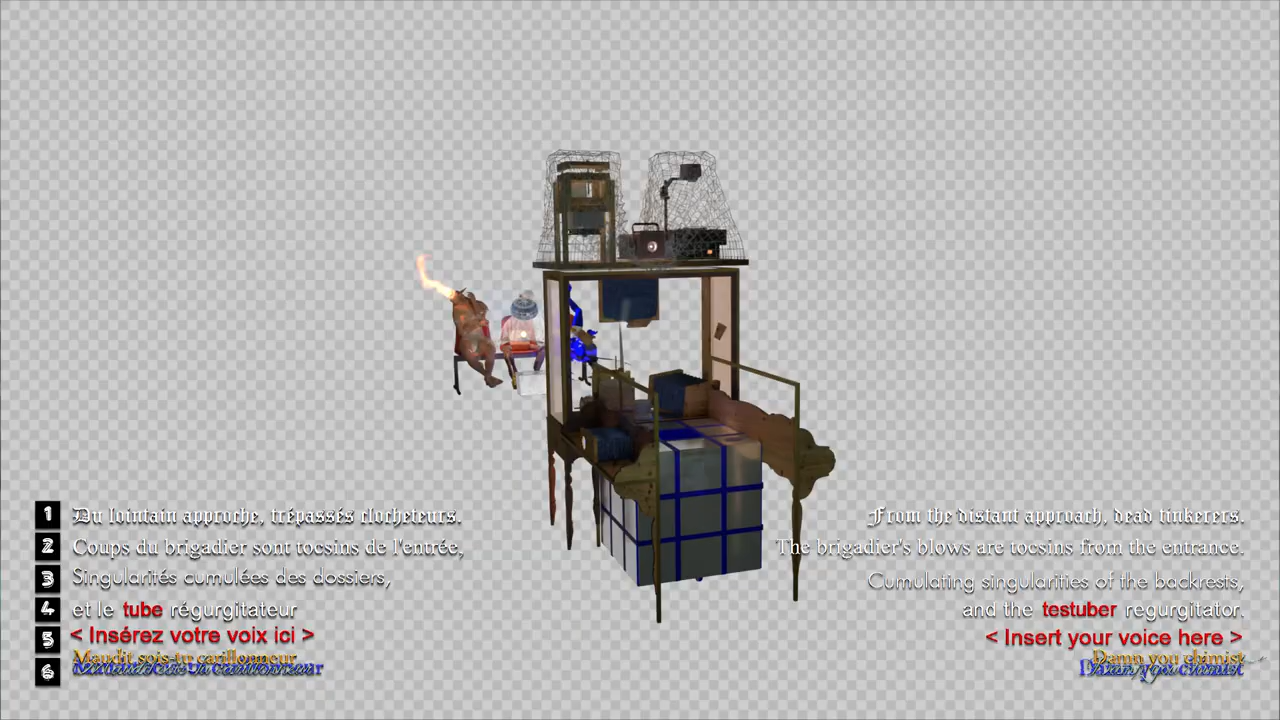 1 Du lointain approche, trépassés clocheteurs.
2 Coups du brigadier sont tocsins de l'entrée,
3 Singularités cumulées des dossiers,
4 et le tube régurgitateur
5 < Insérez votre voix ici >
6 Maudit sois-tu carillonneur
From the distant approach, dead tinkerers.
The brigadier's blows are tocsins from the entrance.
Cumulating singularities of the backrests,
and the testuber regurgitator.
< Insert your voice here >
Damn you chimist